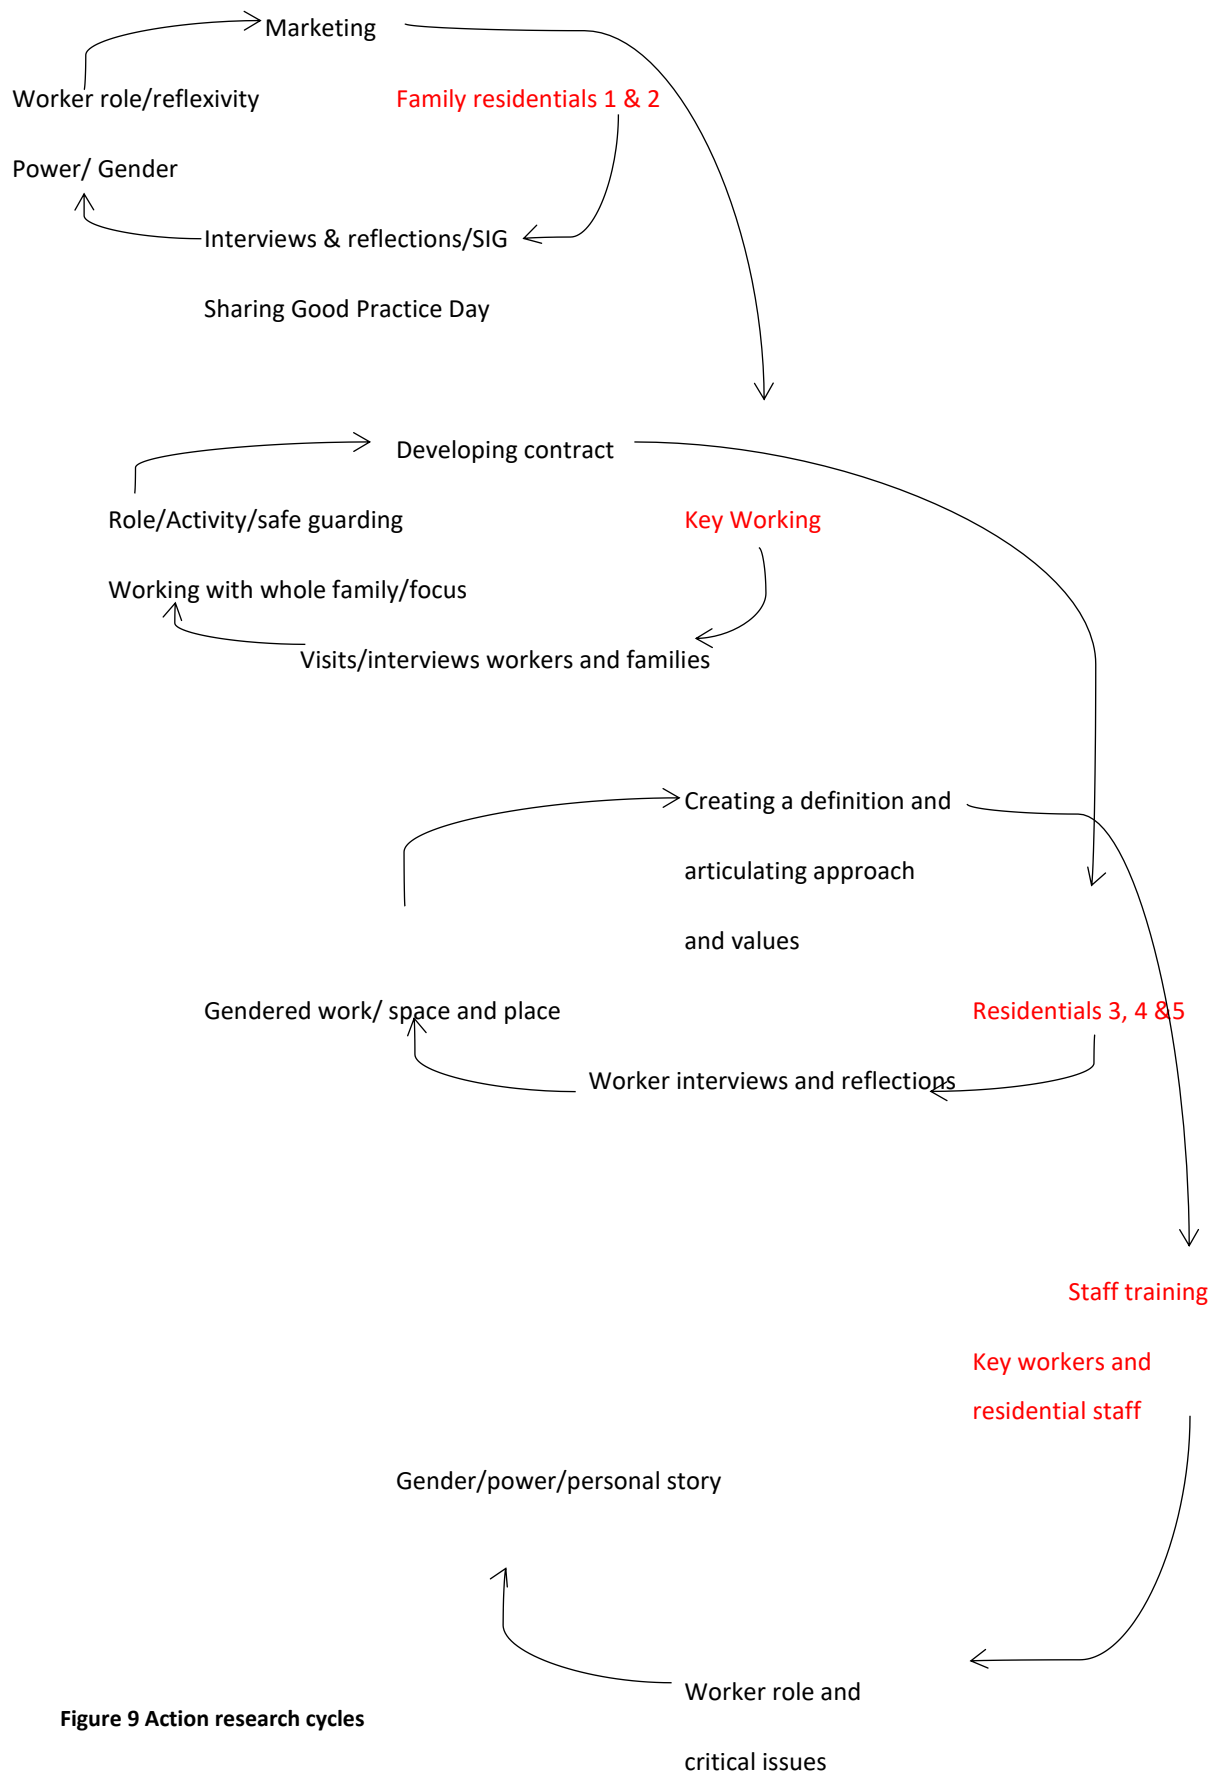 Marketing
Worker role/reflexivity
Family residentials 1 & 2
Power/ Gender
Interviews & reflections/SIG
Sharing Good Practice Day
Developing contract
Role/Activity/safe guarding
Key Working
Working with whole family/focus
Visits/interviews workers and families
Creating a definition and
articulating approach
and values
Gendered work/ space and place
Residentials 3, 4 &5
Worker interviews and reflections
Staff training
Key workers and
residential staff
Gender/power/personal story
Worker role and
critical issues
Figure 9 Action research cycles